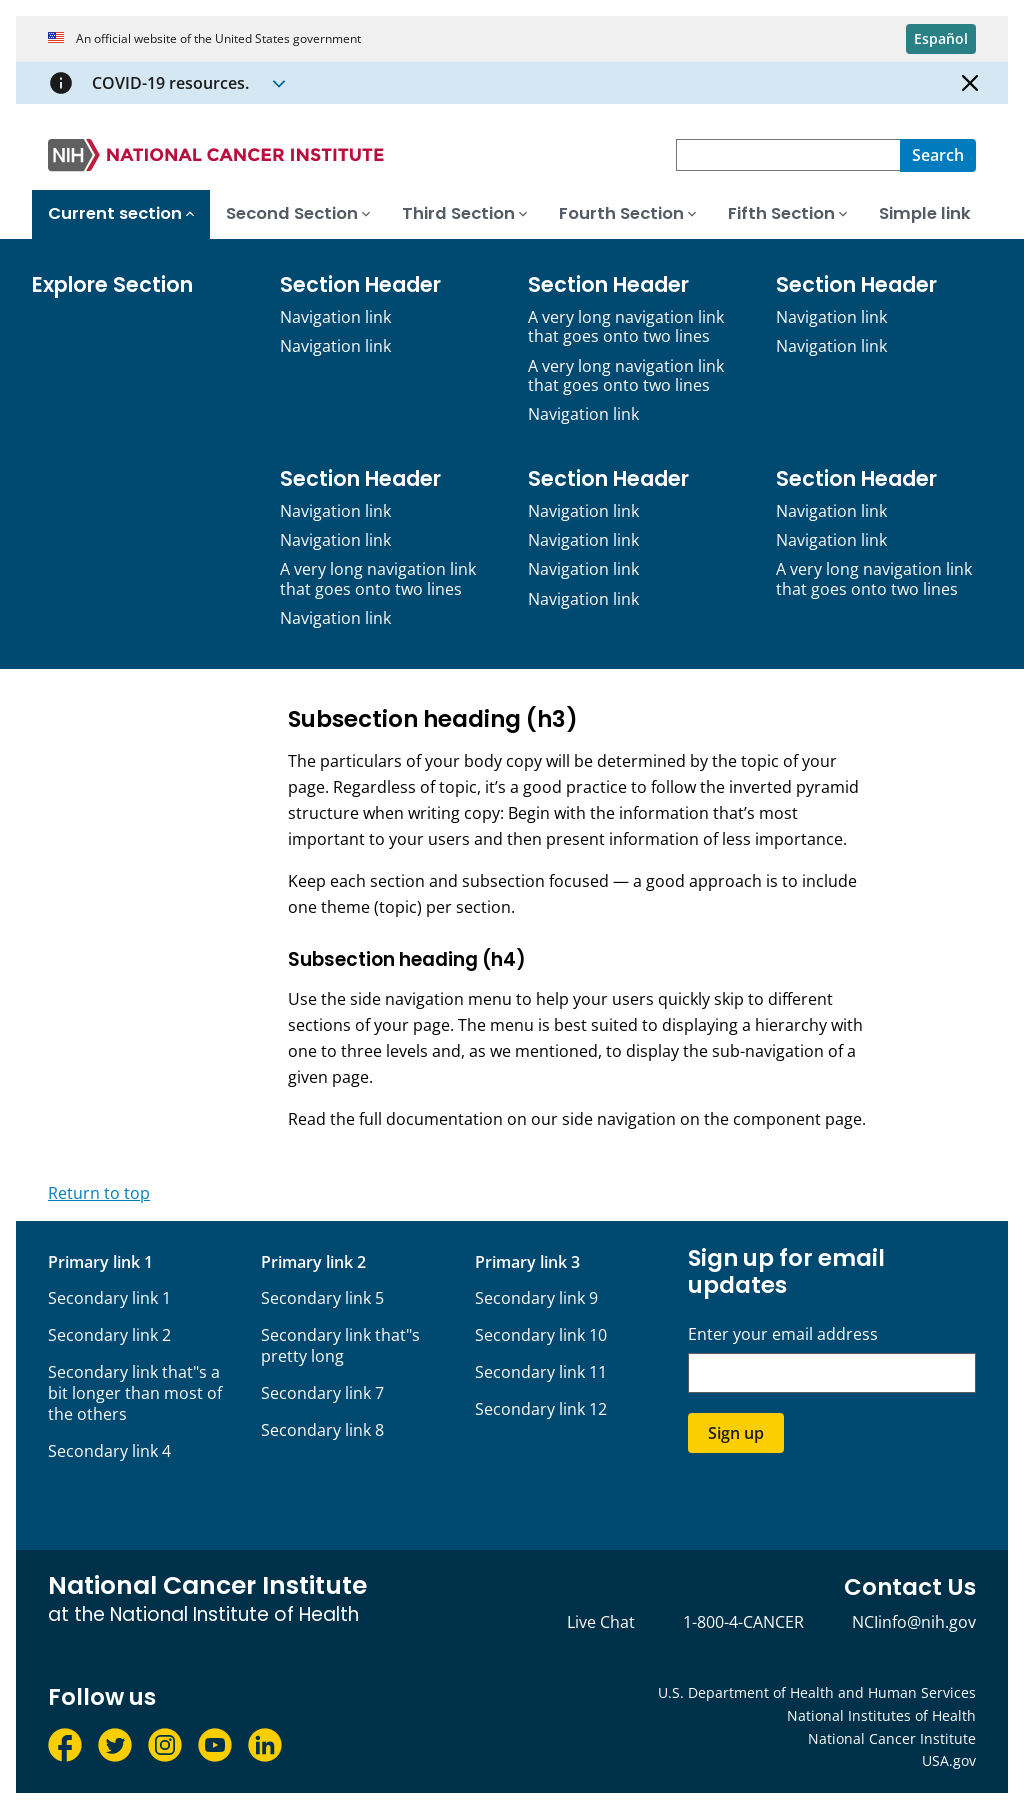 An official website of the United States government
Español
COVID-19 resources.
NIH NATIONAL CANCER INSTITUTE
Search
Current section
Second Section
Third Section
Fourth Section
Fifth Section
Simple link
Explore Section
Section Header
Navigation link
Navigation link
Section Header
A very long navigation link
that goes onto two lines
A very long navigation link
that goes onto two lines
Navigation link
Section Header
Navigation link
Navigation link
Section Header
Navigation link
Navigation link
A very long navigation link
that goes onto two lines
Navigation link
Section Header
Navigation link
Navigation link
Navigation link
Navigation link
Section Header
Navigation link
Navigation link
A very long navigation link
that goes onto two lines
Subsection heading (h3)
The particulars of your body copy will be determined by the topic of your
page. Regardless of topic, it’s a good practice to follow the inverted pyramid
structure when writing copy: Begin with the information that’s most
important to your users and then present information of less importance.
Keep each section and subsection focused — a good approach is to include
one theme (topic) per section.
Subsection heading (h4)
Use the side navigation menu to help your users quickly skip to different
sections of your page. The menu is best suited to displaying a hierarchy with
one to three levels and, as we mentioned, to display the sub-navigation of a
given page.
Read the full documentation on our side navigation on the component page.
Return to top
Primary link 1
Secondary link 1
Secondary link 2
Secondary link that"s a
bit longer than most of
the others
Secondary link 4
Primary link 2
Secondary link 5
Secondary link that"s
pretty long
Secondary link 7
Secondary link 8
Primary link 3
Secondary link 9
Secondary link 10
Secondary link 11
Secondary link 12
Sign up for email
updates
Enter your email address
Sign up
National Cancer Institute
at the National Institute of Health
Contact Us
Live Chat
1-800-4-CANCER
NCIinfo@nih.gov
Follow us
U.S. Department of Health and Human Services
National Institutes of Health
National Cancer Institute
USA.gov